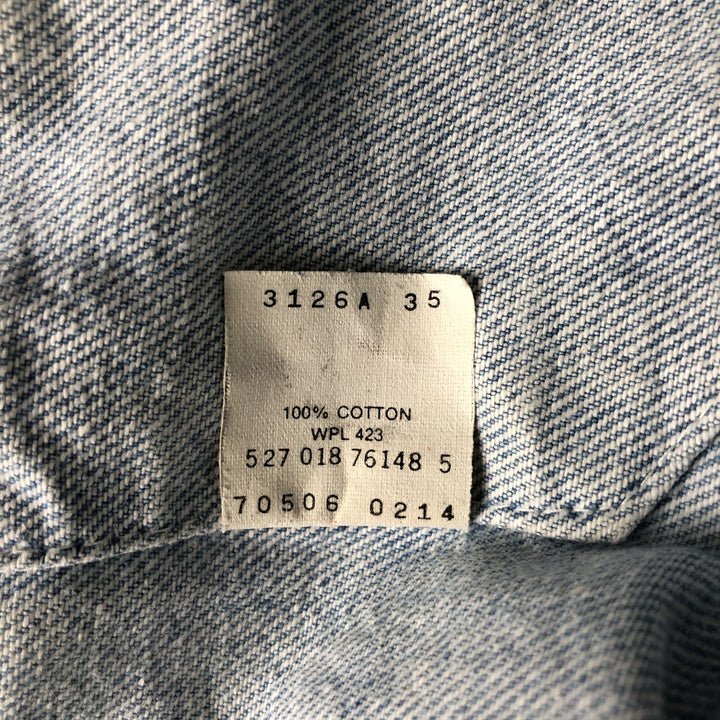 3126A 35
100% COTTON
WPL 423
527 018 76148 5
70506 0214